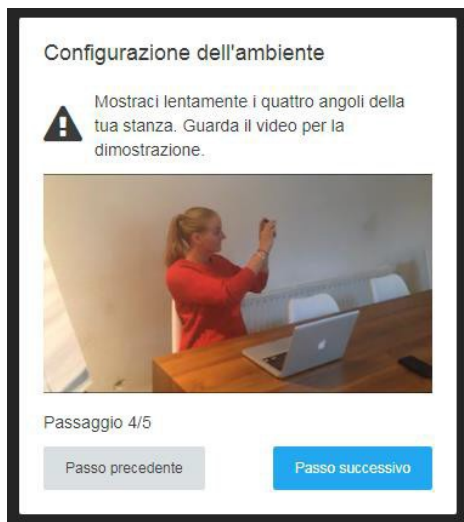 Configurazione dell'ambiente
Mostraci lentamente i quattro angoli della
tua stanza. Guarda il video per la
dimostrazione.
Passaggio 4/5
Passo precedente
Passo successivo